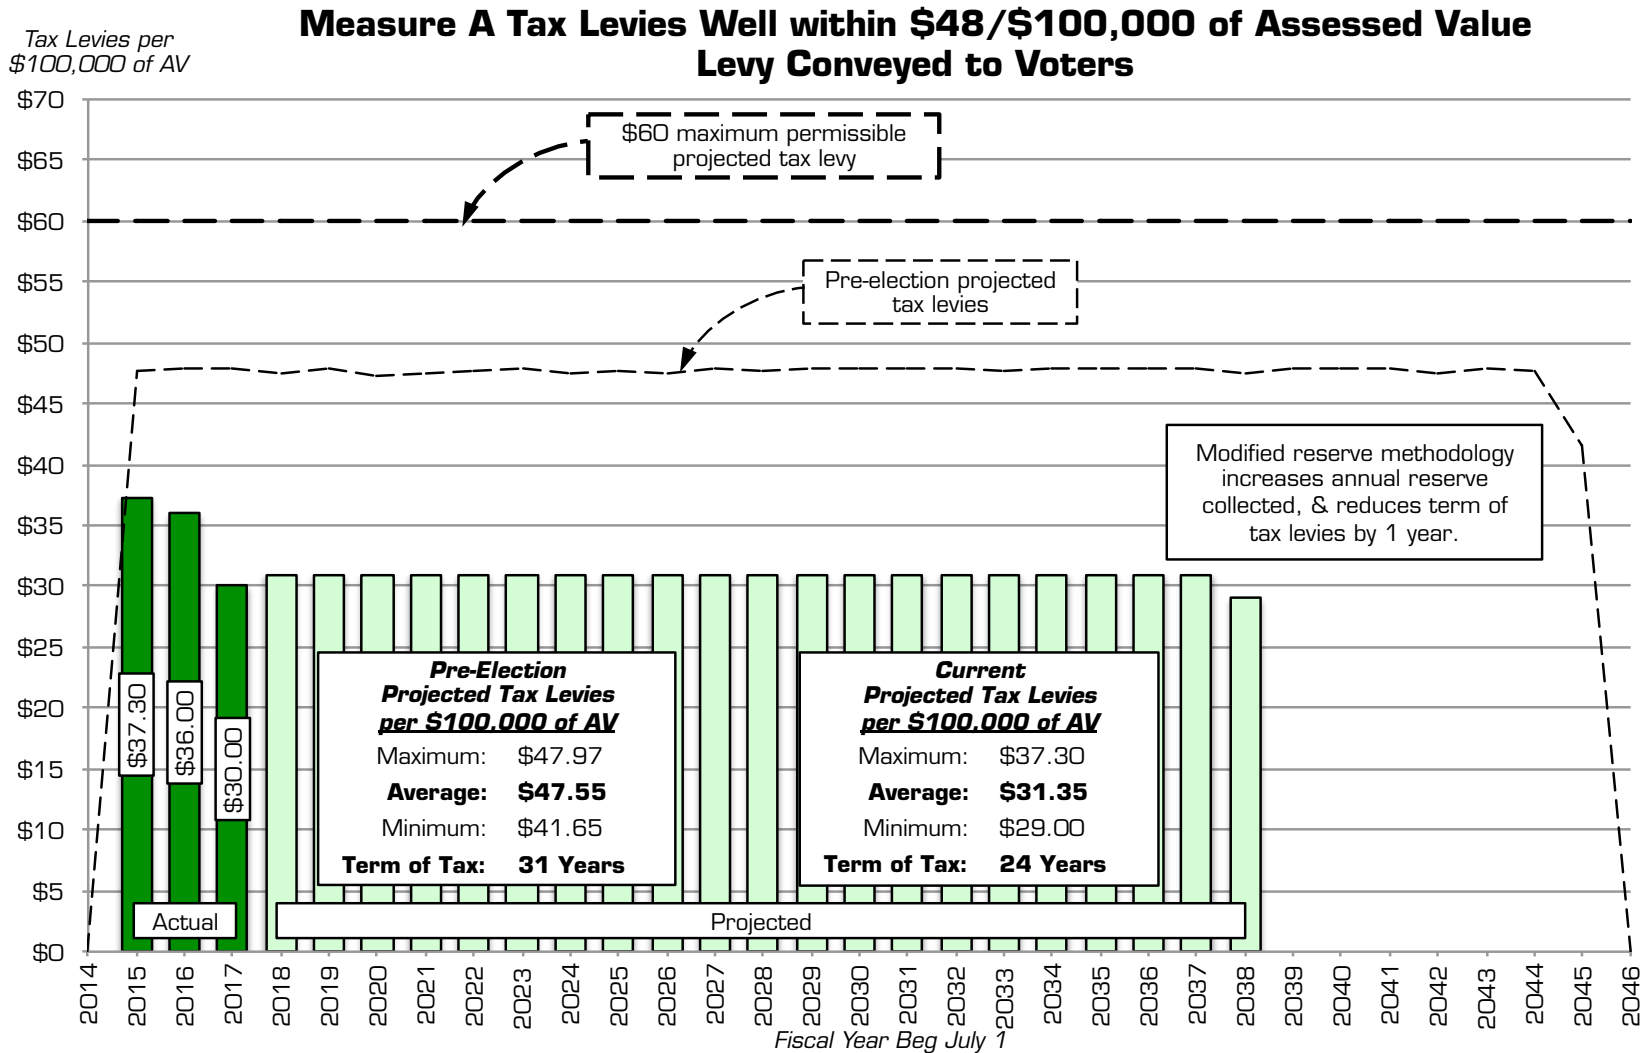 Measure A Tax Levies Well within $48/$100,000 of Assessed Value
Levy Conveyed to Voters
Tax Levies per
$100,000 of AV
$70
$65
$60
$55
$50
$45
$40
$35
$30
$25
$20
$15
$10
$5
$0
$60 maximum permissible
projected tax levy
Pre-election projected
tax levies
Modified reserve methodology
increases annual reserve
collected, & reduces term of
tax levies by 1 year.
$37.30
$36.00
$30.00
Pre-Election
Projected Tax Levies
per $100,000 of AV
Maximum: $47.97
Average: $47.55
Minimum: $41.65
Term of Tax: 31 Years
Current
Projected Tax Levies
per $100,000 of AV
Maximum: $37.30
Average: $31.35
Minimum: $29.00
Term of Tax: 24 Years
Actual
Projected
2014
2015
2016
2017
2018
2019
2020
2021
2022
2023
2024
2025
2026
2027
2028
2029
2030
2031
2032
2033
2034
2035
2036
2037
2038
2039
2040
2041
2042
2043
2044
2045
2046
Fiscal Year Beg July 1